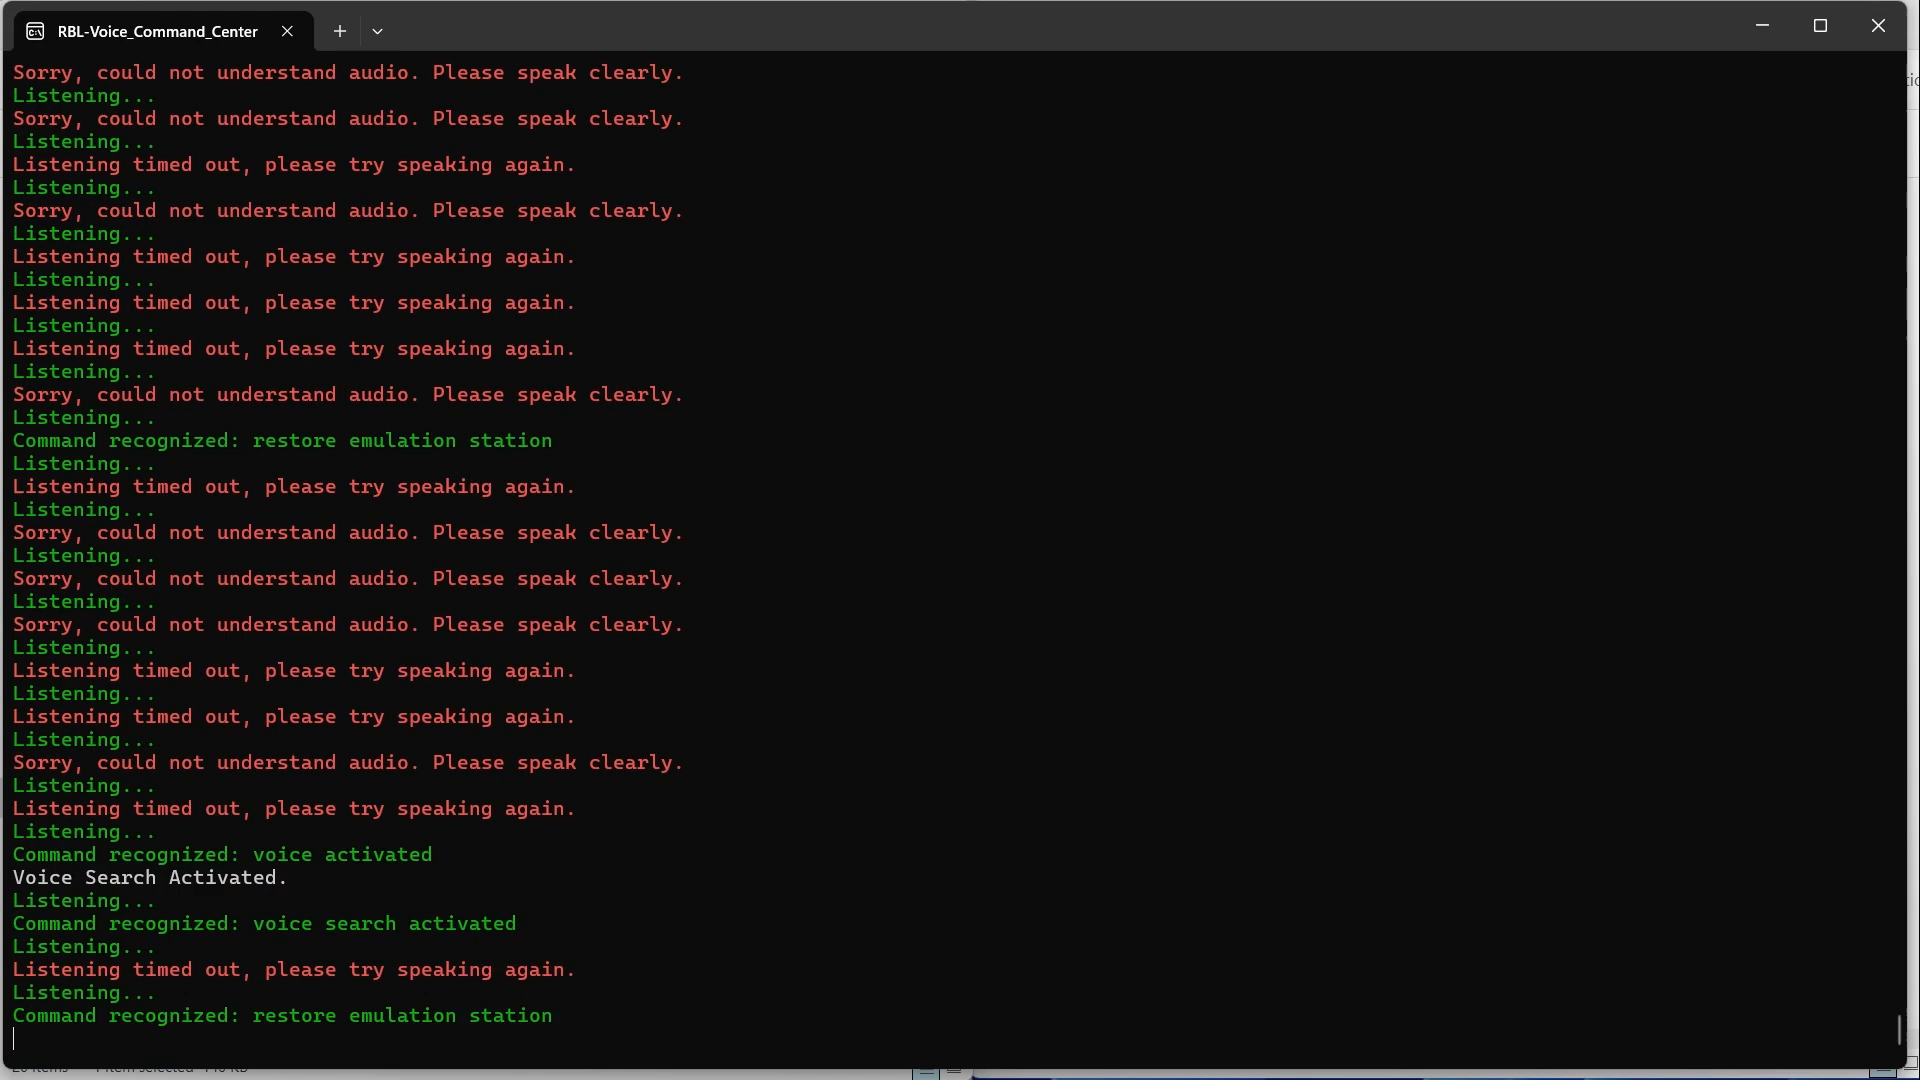 RBL-Voice_Command_Center
Sorry, could not understand audio. Please speak clearly.
Listening...
Sorry, could not understand audio. Please speak clearly.
Listening...
Listening timed out, please try speaking again.
Listening...
Sorry, could not understand audio. Please speak clearly.
Listening...
Listening timed out, please try speaking again.
Listening...
Listening timed out, please try speaking again.
Listening...
Listening timed out, please try speaking again.
Listening...
Sorry, could not understand audio. Please speak clearly.
Listening...
Command recognized: restore emulation station
Listening...
Listening timed out, please try speaking again.
Listening...
Sorry, could not understand audio. Please speak clearly.
Listening...
Sorry, could not understand audio. Please speak clearly.
Listening...
Sorry, could not understand audio. Please speak clearly.
Listening...
Listening timed out, please try speaking again.
Listening...
Listening timed out, please try speaking again.
Listening...
Sorry, could not understand audio. Please speak clearly.
Listening...
Listening timed out, please try speaking again.
Listening...
Command recognized: voice activated
Voice Search Activated.
Listening...
Command recognized: voice search activated
Listening...
Listening timed out, please try speaking again.
Listening...
Command recognized: restore emulation station